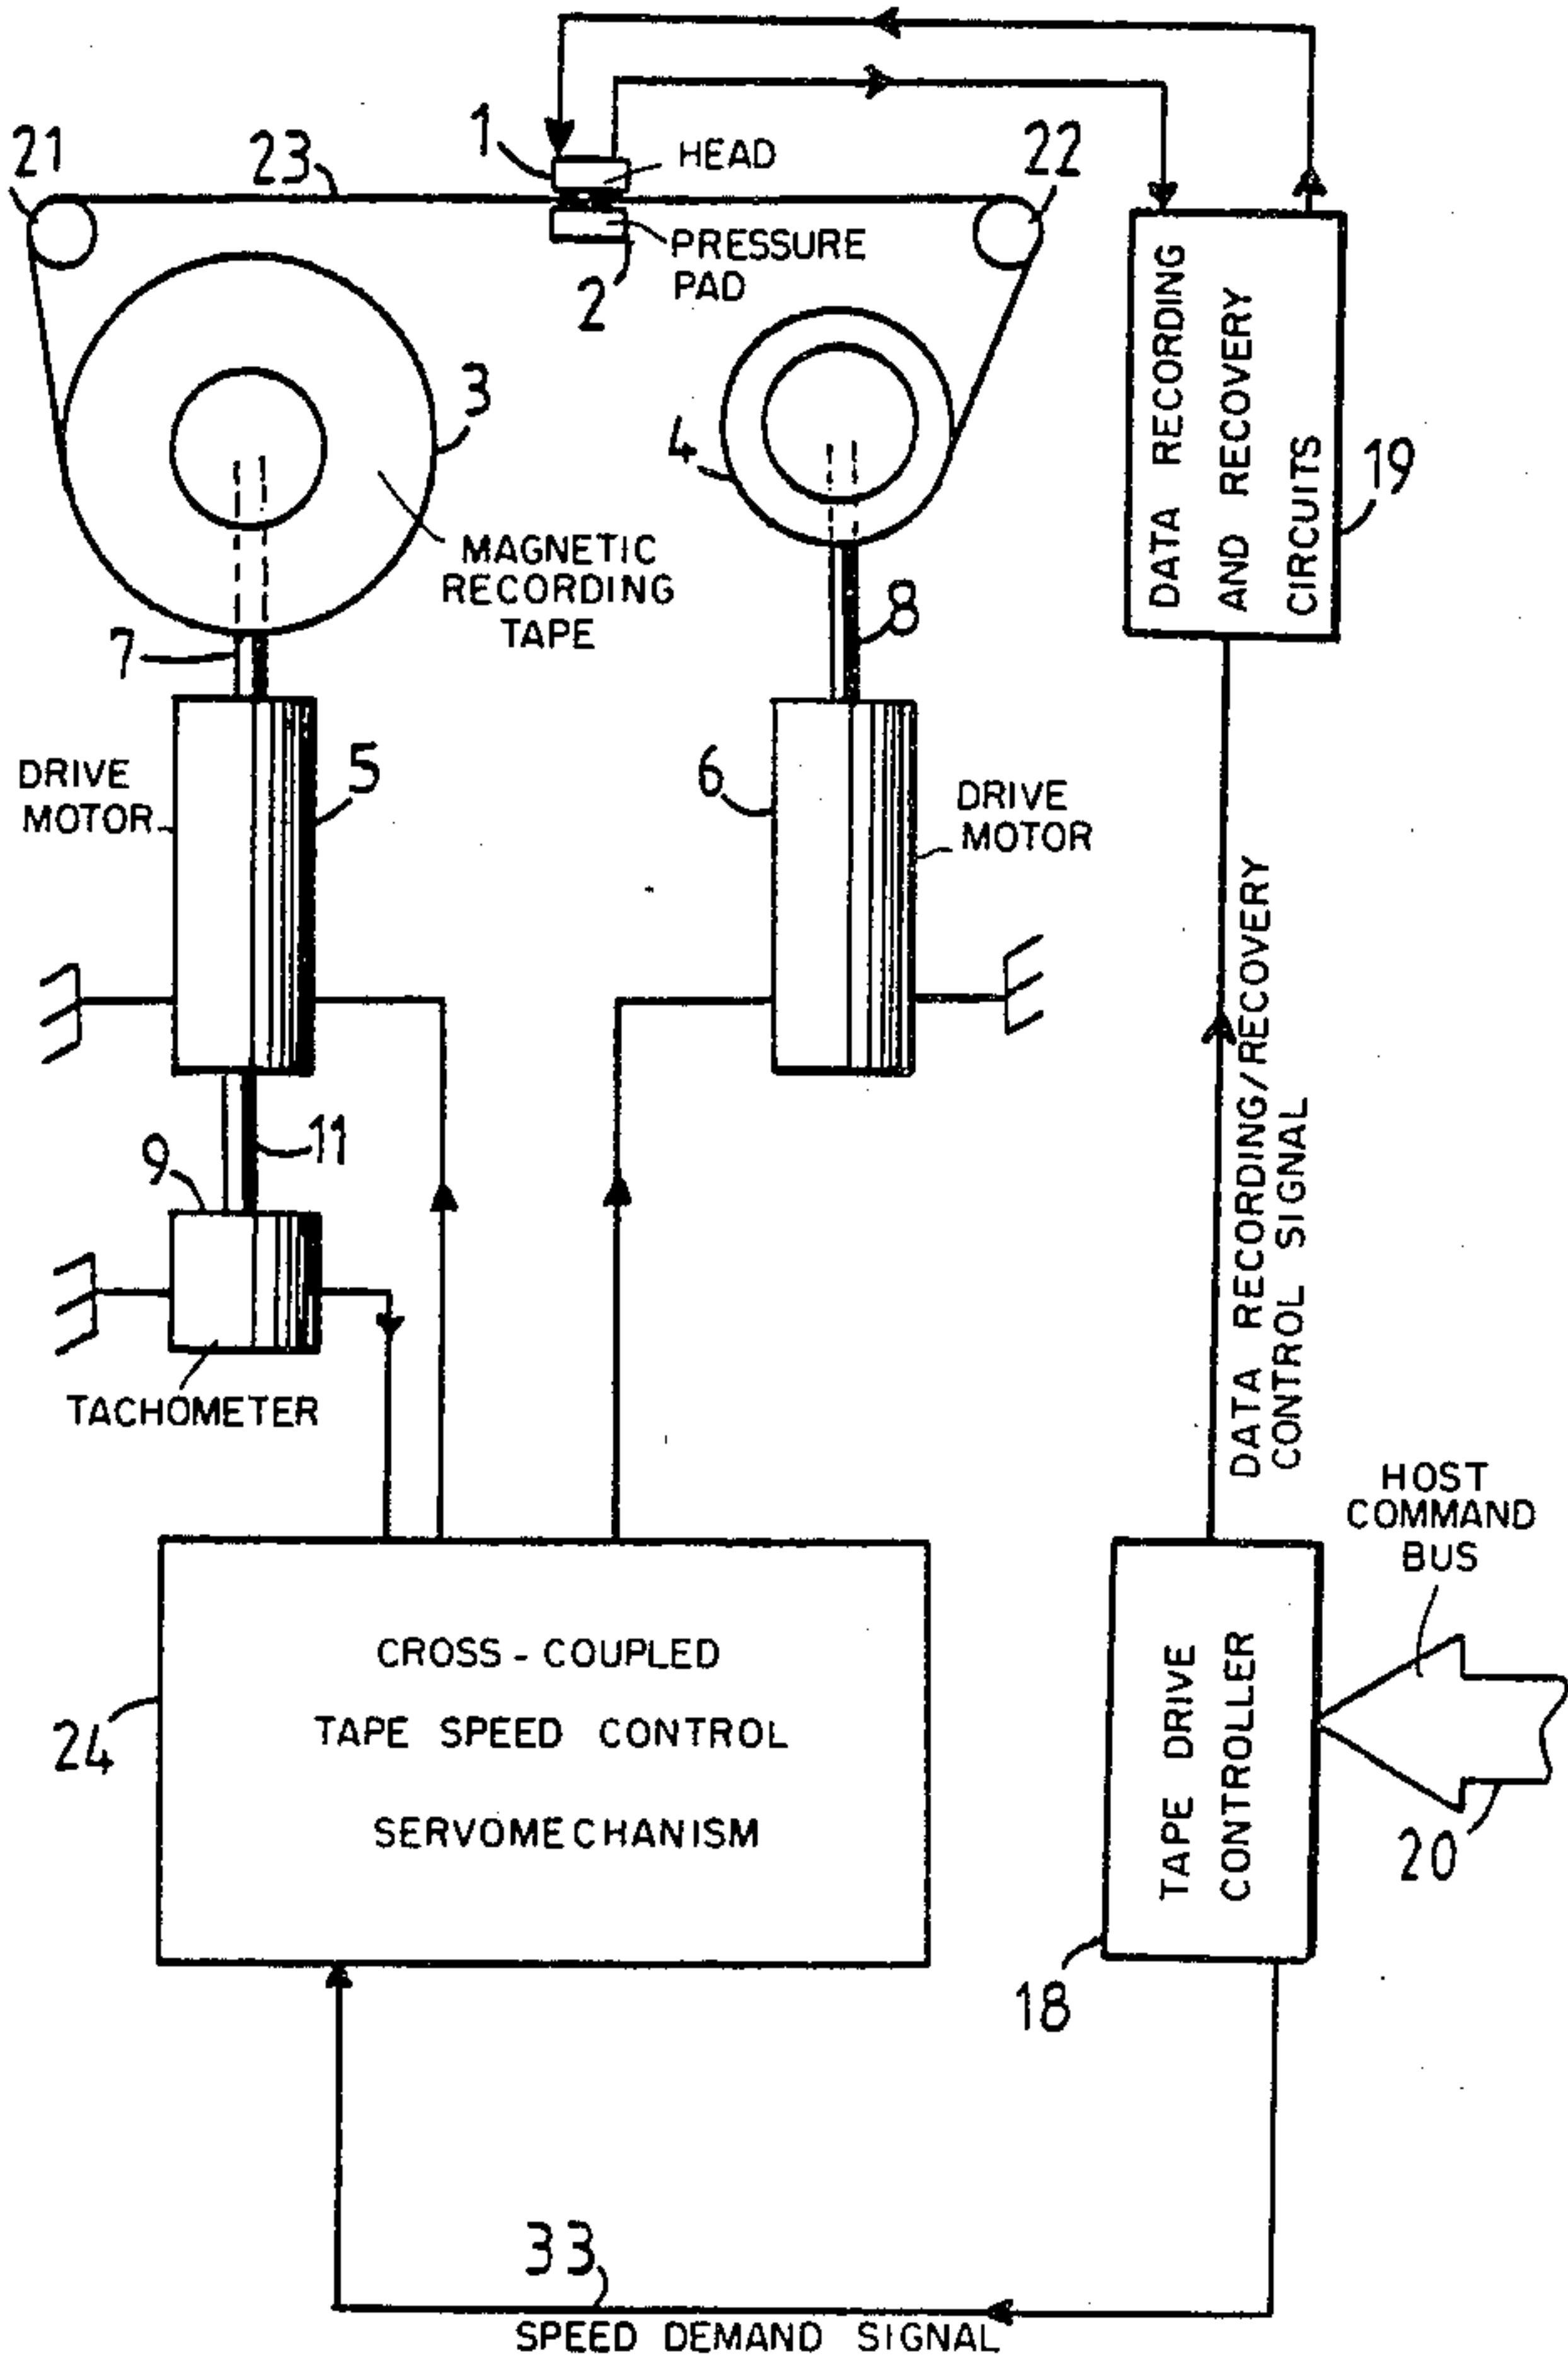 21
23
1
HEAD
22
PRESSURE
PAD
2
3
4
MAGNETIC
RECORDING
TAPE
DATA RECORDING
AND RECOVERY
CIRCUITS
19
7
8
DRIVE
MOTOR
5
6
DRIVE
MOTOR
11
9
TACHOMETER
DATA RECORDING/RECOVERY
CONTROL SIGNAL
HOST
COMMAND
BUS
CROSS-COUPLED
TAPE SPEED CONTROL
SERVOMECHANISM
24
TAPE DRIVE
CONTROLLER
20
18
33
SPEED DEMAND SIGNAL